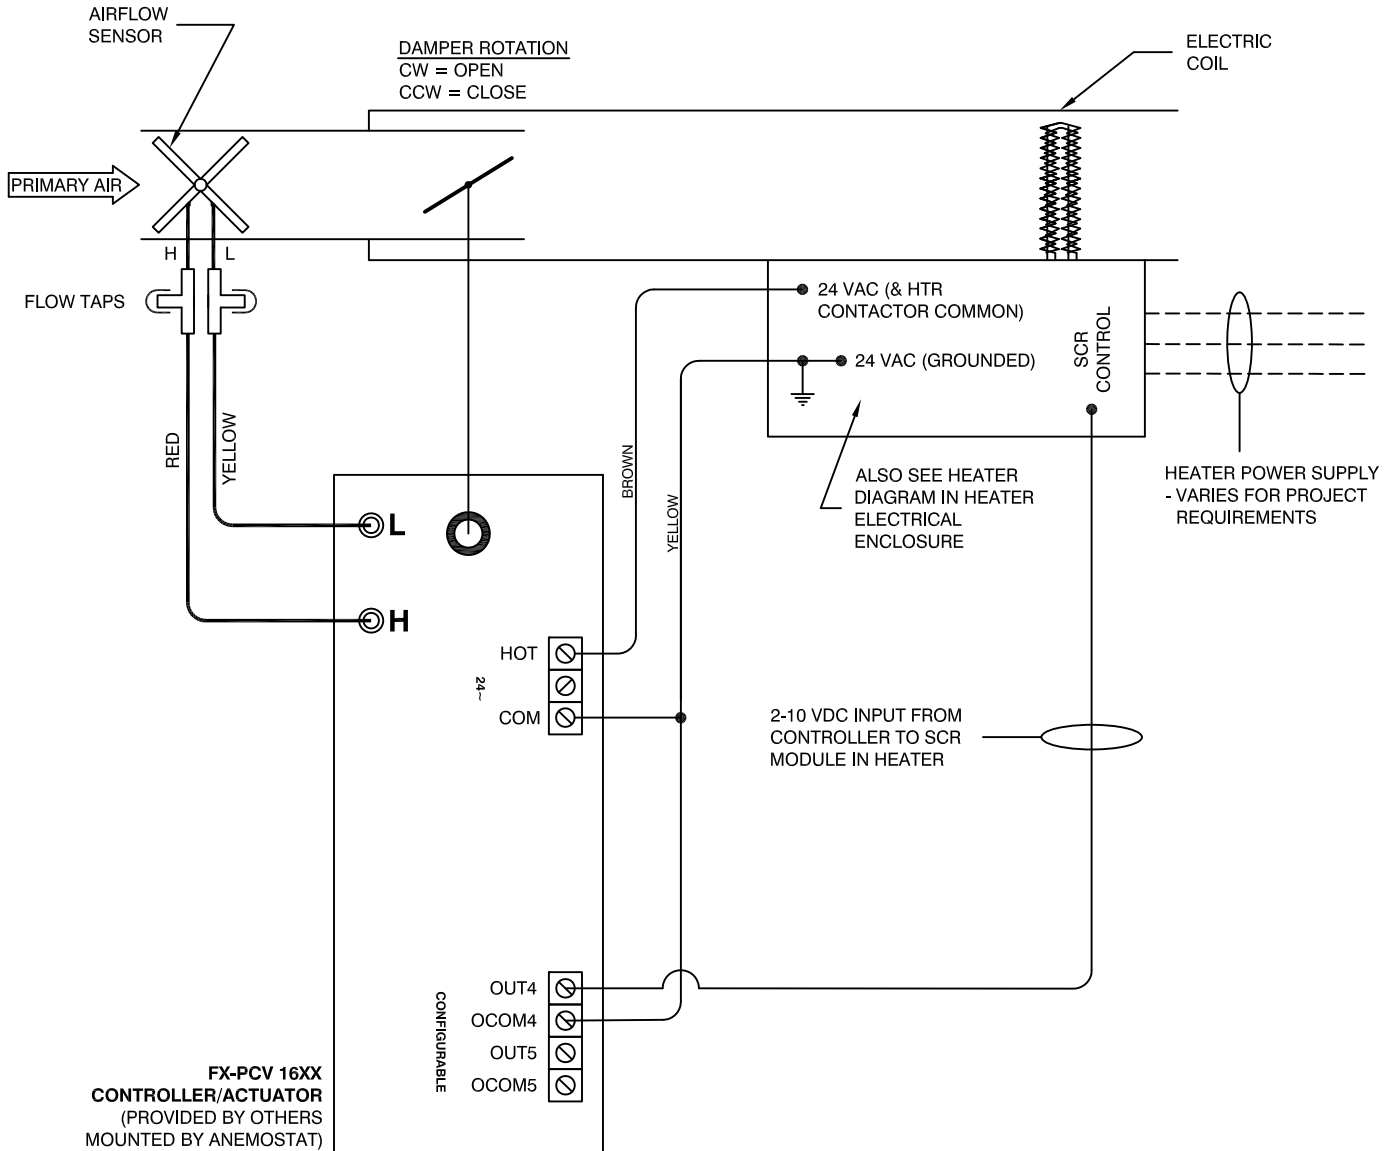 AIRFLOW
SENSOR
DAMPER ROTATION
CW = OPEN
CCW = CLOSE
ELECTRIC
COIL
PRIMARY AIR
H
L
FLOW TAPS
24 VAC (& HTR
CONTACTOR COMMON)
24 VAC (GROUNDED)
SCR
CONTROL
RED
YELLOW
BROWN
YELLOW
ALSO SEE HEATER
DIAGRAM IN HEATER
ELECTRICAL
ENCLOSURE
HEATER POWER SUPPLY
- VARIES FOR PROJECT
REQUIREMENTS
L
H
HOT
24~
COM
2-10 VDC INPUT FROM
CONTROLLER TO SCR
MODULE IN HEATER
OUT4
OCOM4
OUT5
OCOM5
CONFIGURABLE
FX-PCV 16XX
CONTROLLER/ACTUATOR
(PROVIDED BY OTHERS
MOUNTED BY ANEMOSTAT)